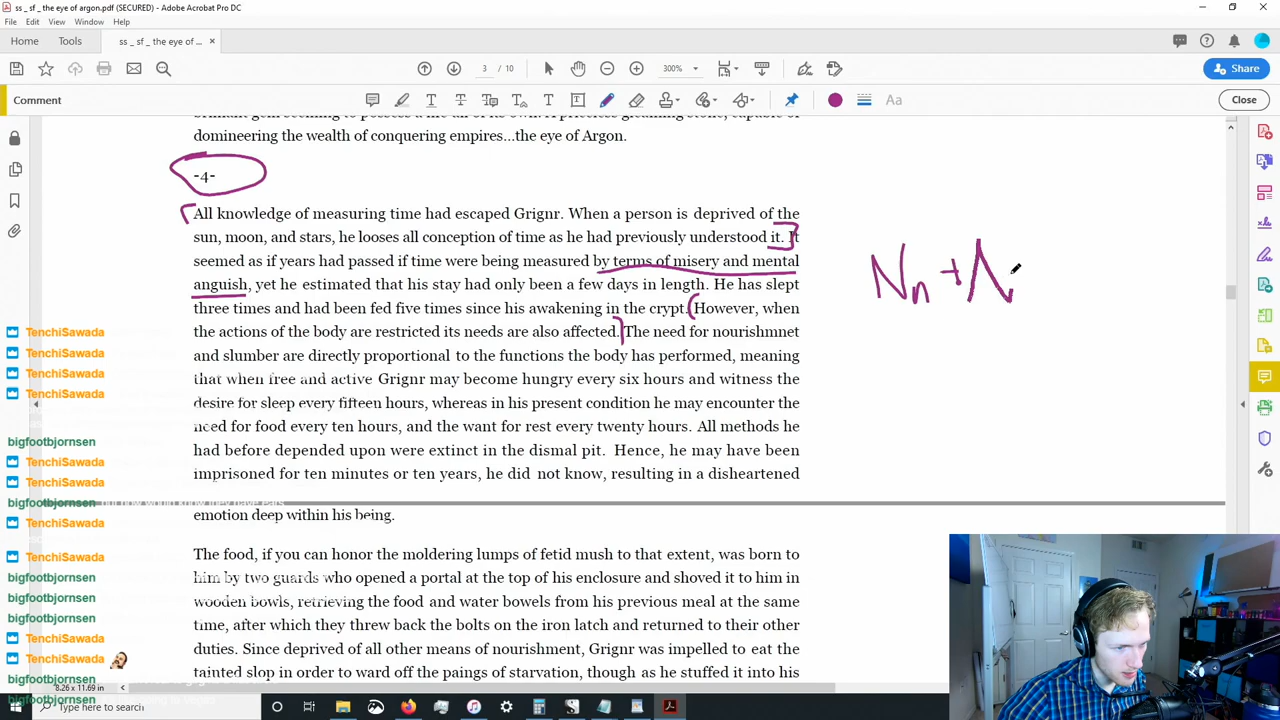 ss _ sf _ the eye of argon.pdf (SECURED) - Adobe Acrobat Pro DC
File Edit View Window Help
Home Tools ss _ sf _ the eye of ... ×
3 / 10 300% Share
Comment Aa Close
domineering the wealth of conquering empires…the eye of Argon.
-4-
All knowledge of measuring time had escaped Grignr. When a person is deprived of the
sun, moon, and stars, he looses all conception of time as he had previously understood it. It
seemed as if years had passed if time were being measured by terms of misery and mental
anguish, yet he estimated that his stay had only been a few days in length. He has slept
three times and had been fed five times since his awakening in the crypt. However, when
the actions of the body are restricted its needs are also affected. The need for nourishmnet
and slumber are directly proportional to the functions the body has performed, meaning
that when free and active Grignr may become hungry every six hours and witness the
desire for sleep every fifteen hours, whereas in his present condition he may encounter the
need for food every ten hours, and the want for rest every twenty hours. All methods he
had before depended upon were extinct in the dismal pit. Hence, he may have been
imprisoned for ten minutes or ten years, he did not know, resulting in a disheartened
emotion deep within his being.
The food, if you can honor the moldering lumps of fetid mush to that extent, was born to
him by two guards who opened a portal at the top of his enclosure and shoved it to him in
wooden bowls, retrieving the food and water bowels from his previous meal at the same
time, after which they threw back the bolts on the iron latch and returned to their other
duties. Since deprived of all other means of nourishment, Grignr was impelled to eat the
tainted slop in order to ward off the paings of starvation, though as he stuffed it into his
Nn + N
TenchiSawada
TenchiSawada
TenchiSawada
TenchiSawada
bigfootbjornsen
TenchiSawada
TenchiSawada
bigfootbjornsen
TenchiSawada
TenchiSawada
bigfootbjornsen
bigfootbjornsen
bigfootbjornsen
TenchiSawada
TenchiSawada
bigfootbjornsen
bigfootbjornsen
8.26 x 11.69 in
Type here to search